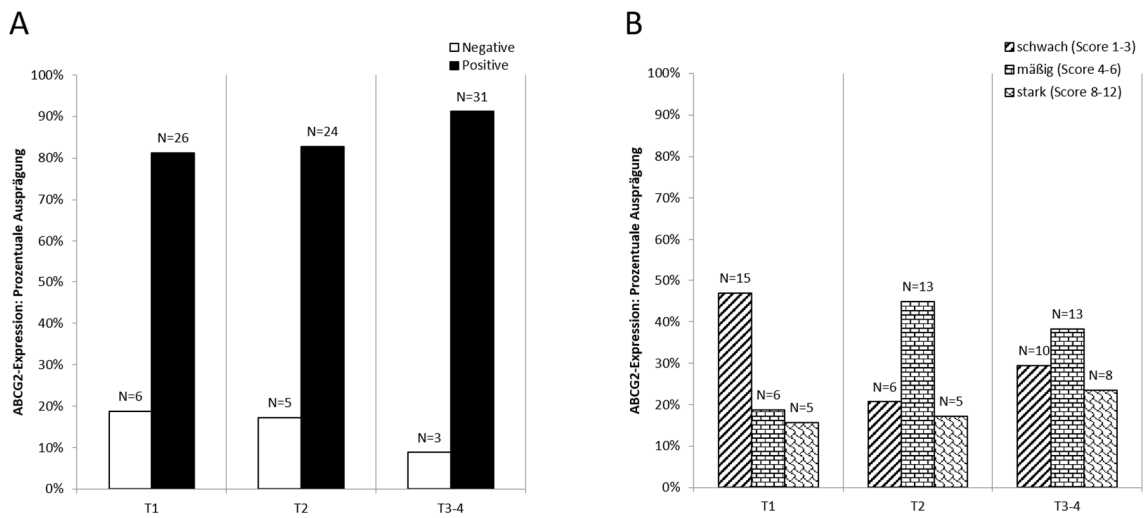 A
Negative
Positive
ABCG2-Expression: Prozentuale Ausprägung
100%
90%
80%
70%
60%
50%
40%
30%
20%
10%
0%
N=6
N=26
N=5
N=24
N=3
N=31
T1
T2
T3-4
B
schwach (Score 1-3)
mäßig (Score 4-6)
stark (Score 8-12)
ABCG2-Expression: Prozentuale Ausprägung
100%
90%
80%
70%
60%
50%
40%
30%
20%
10%
0%
N=15
N=6
N=5
N=6
N=13
N=5
N=10
N=13
N=8
T1
T2
T3-4